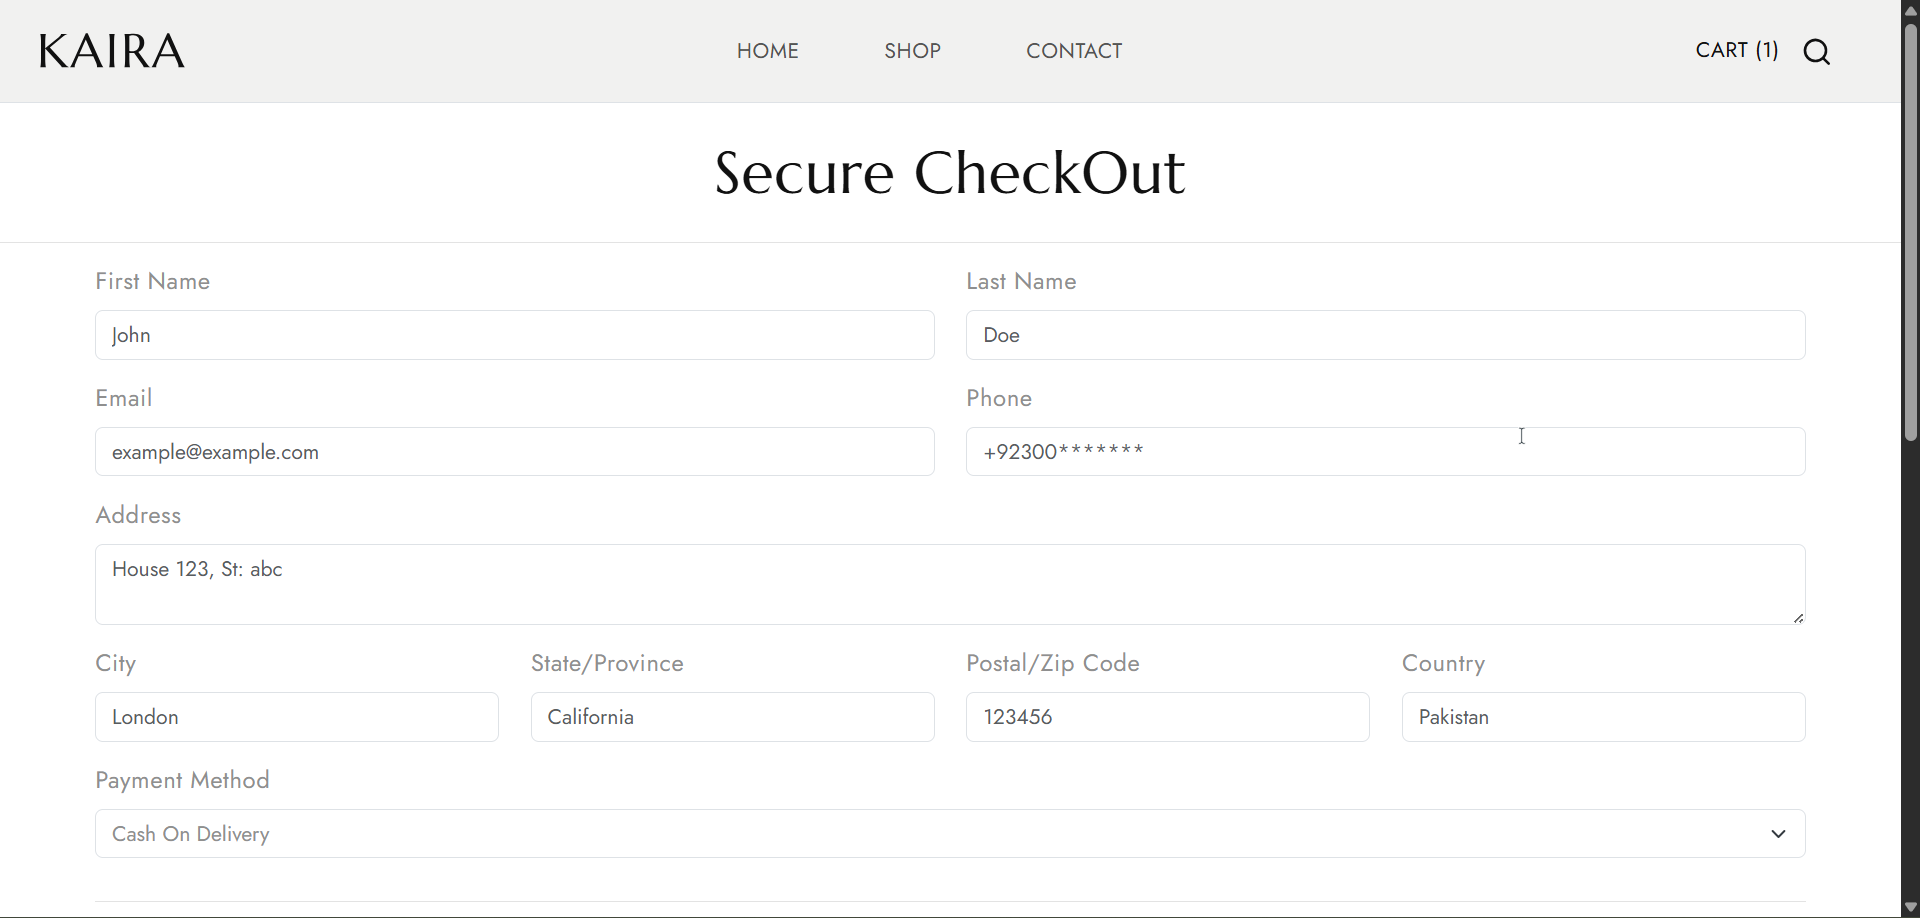 KAIRA HOME SHOP CONTACT CART (1)
Secure CheckOut
First Name Last Name
John Doe
Email Phone
example@example.com +92300*******
Address
House 123, St: abc
City State/Province Postal/Zip Code Country
London California 123456 Pakistan
Payment Method
Cash On Delivery